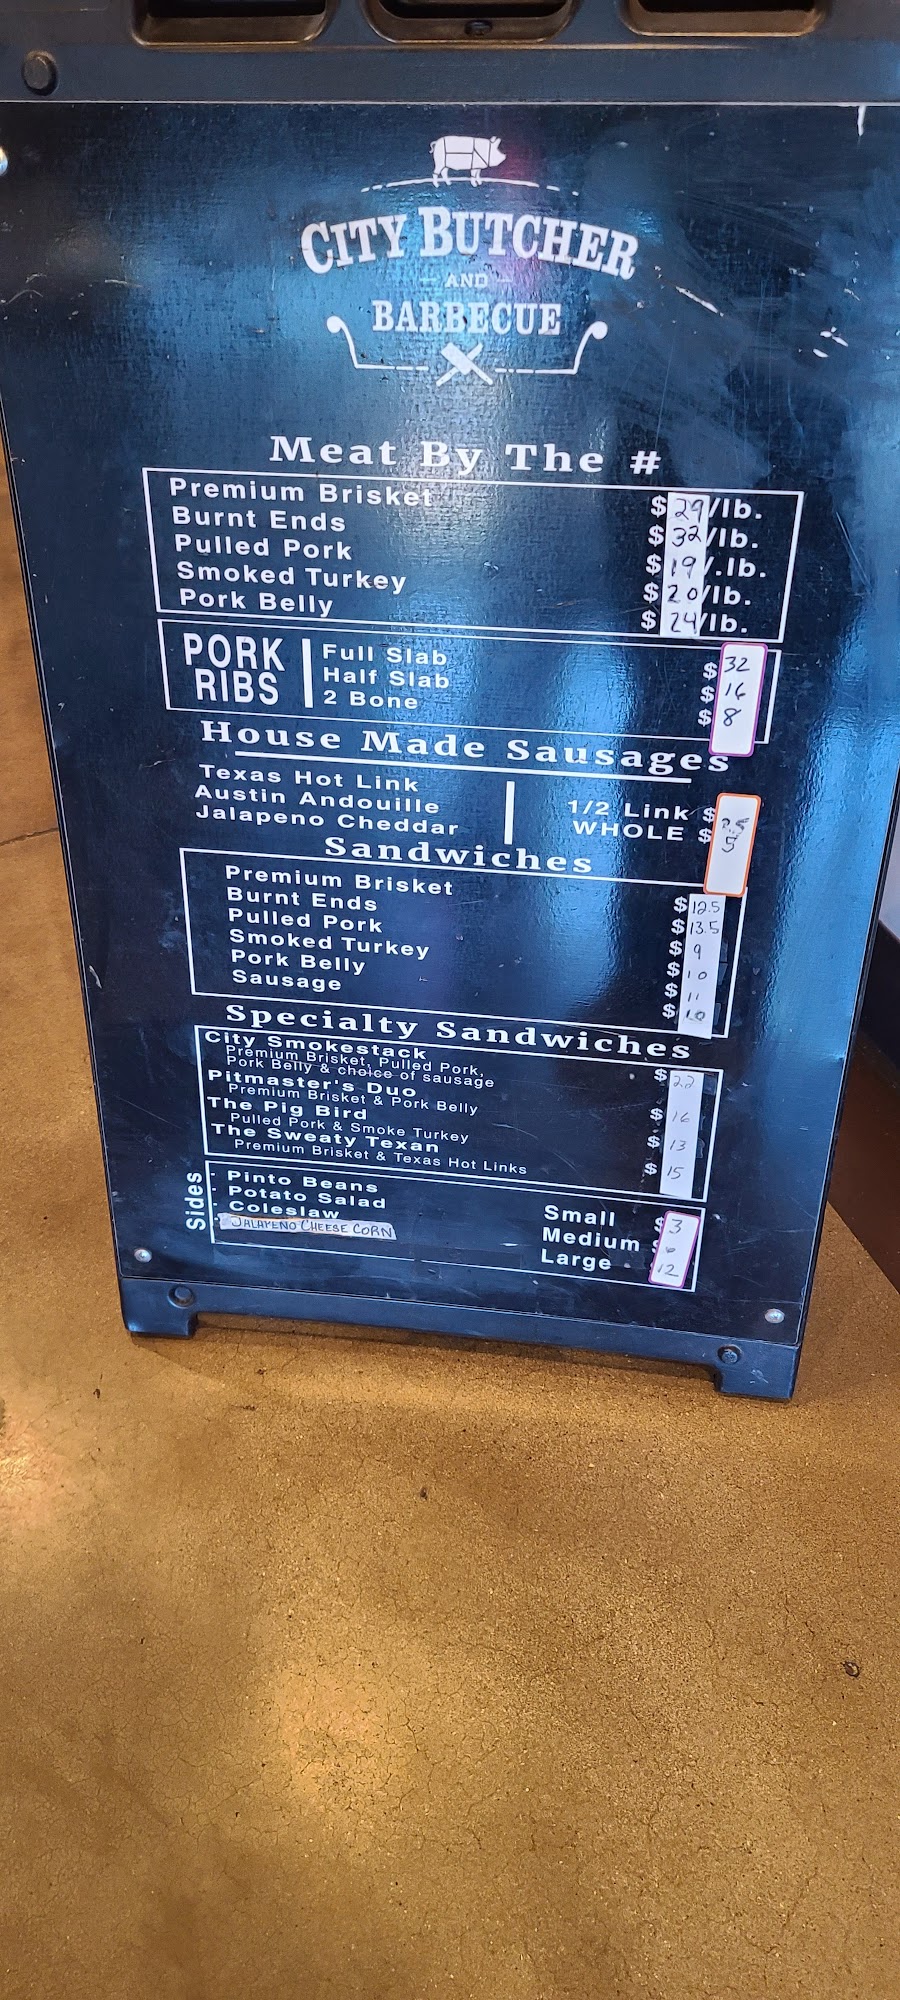 CITY BUTCHER
AND
BARBECUE
Meat By The #
Premium Brisket $29/lb.
Burnt Ends $32/lb.
Pulled Pork $19/.lb.
Smoked Turkey $20/lb.
Pork Belly $24/lb.
PORK RIBS
Full Slab $32
Half Slab $16
2 Bone $8
House Made Sausages
Texas Hot Link
Austin Andouille
Jalapeno Cheddar
1/2 Link $
WHOLE $5
Sandwiches
Premium Brisket $12.5
Burnt Ends $13.5
Pulled Pork $9
Smoked Turkey $10
Pork Belly $11
Sausage $10
Specialty Sandwiches
City Smokestack $22
Premium Brisket, Pulled Pork,
Pork Belly & choice of sausage
Pitmaster's Duo $16
Premium Brisket & Pork Belly
The Pig Bird $13
Pulled Pork & Smoke Turkey
The Sweaty Texan $15
Premium Brisket & Texas Hot Links
Sides
- Pinto Beans
- Potato Salad
- Coleslaw
- JALAPENO CHEESE CORN
Small $3
Medium $6
Large 12